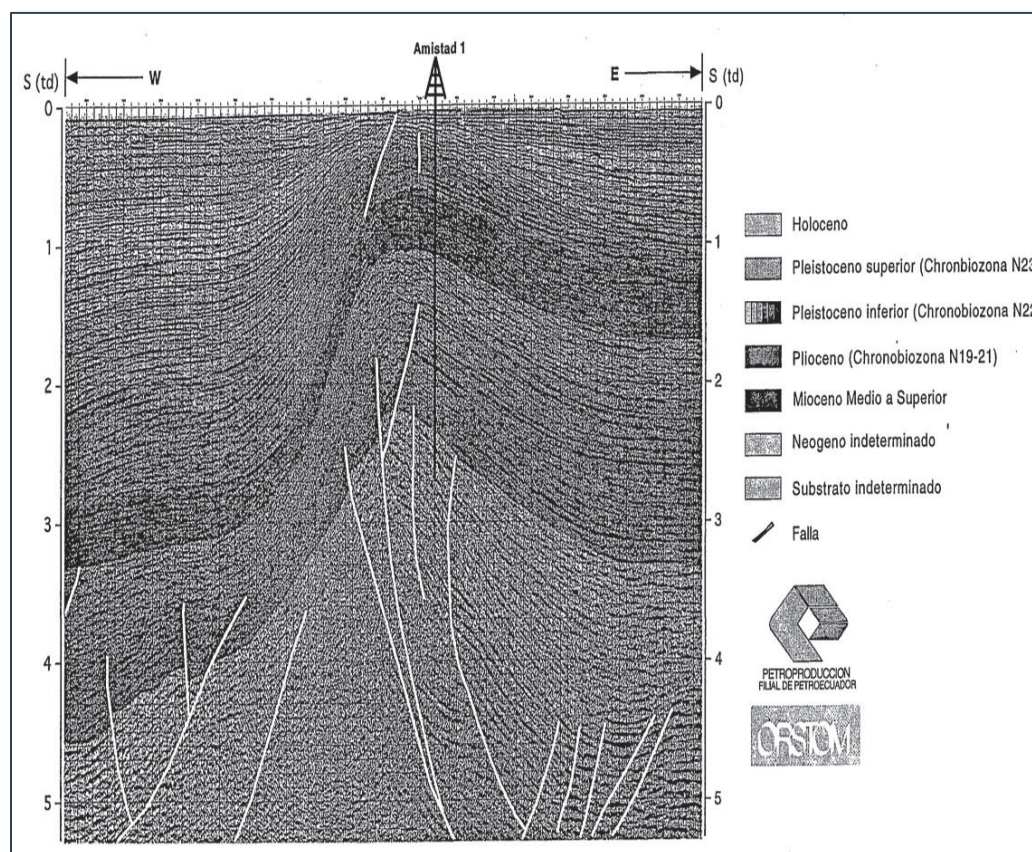 Amistad 1
S (td)
W
E
S (td)
0
1
2
3
4
5
0
1
2
3
4
5
Holoceno
Pleistoceno superior (Chronbiozona N23
Pleistoceno inferior (Chronobiozona N22
Plioceno (Chronobiozona N19-21)
Mioceno Medio a Superior
Neogeno indeterminado
Substrato indeterminado
Falla
PETROPRODUCCION
FILIAL DE PETROECUADOR
ORSTOM